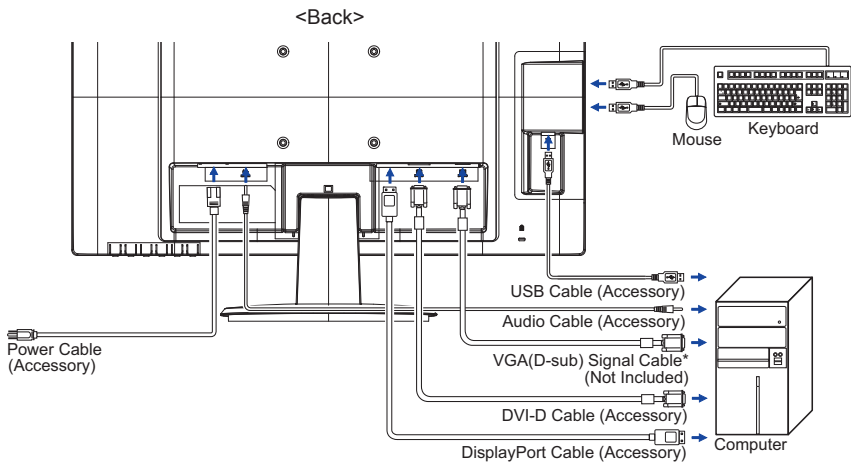 <Back>
Mouse
Keyboard
USB Cable (Accessory)
Audio Cable (Accessory)
Power Cable
(Accessory)
VGA(D-sub) Signal Cable*
(Not Included)
DVI-D Cable (Accessory)
DisplayPort Cable (Accessory)
Computer